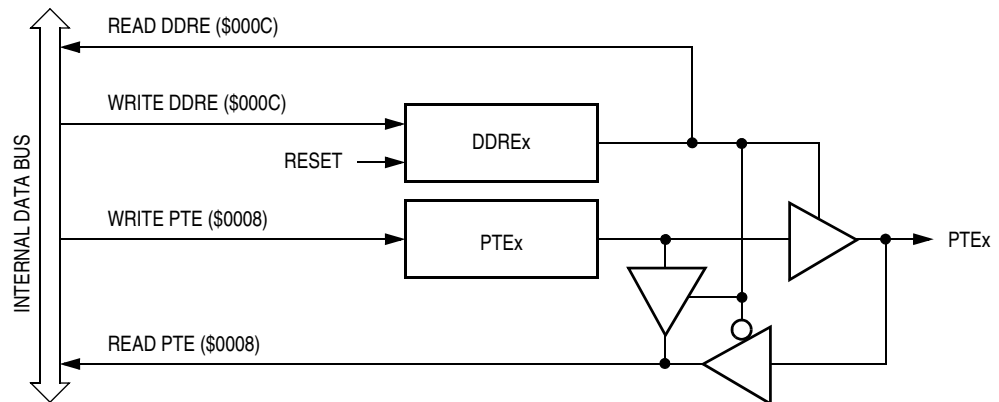 READ DDRE ($000C)
WRITE DDRE ($000C)
DDREx
RESET
INTERNAL DATA BUS
WRITE PTE ($0008)
PTEx
PTEx
READ PTE ($0008)